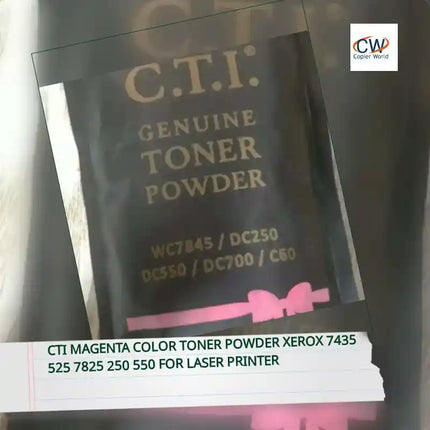 C.T.I.
CW
Copier World
C.T.I.®
GENUINE
TONER
POWDER
WC7845 / DC250
DC550 / DC700 / C60
CTI MAGENTA COLOR TONER POWDER XEROX 7435
525 7825 250 550 FOR LASER PRINTER